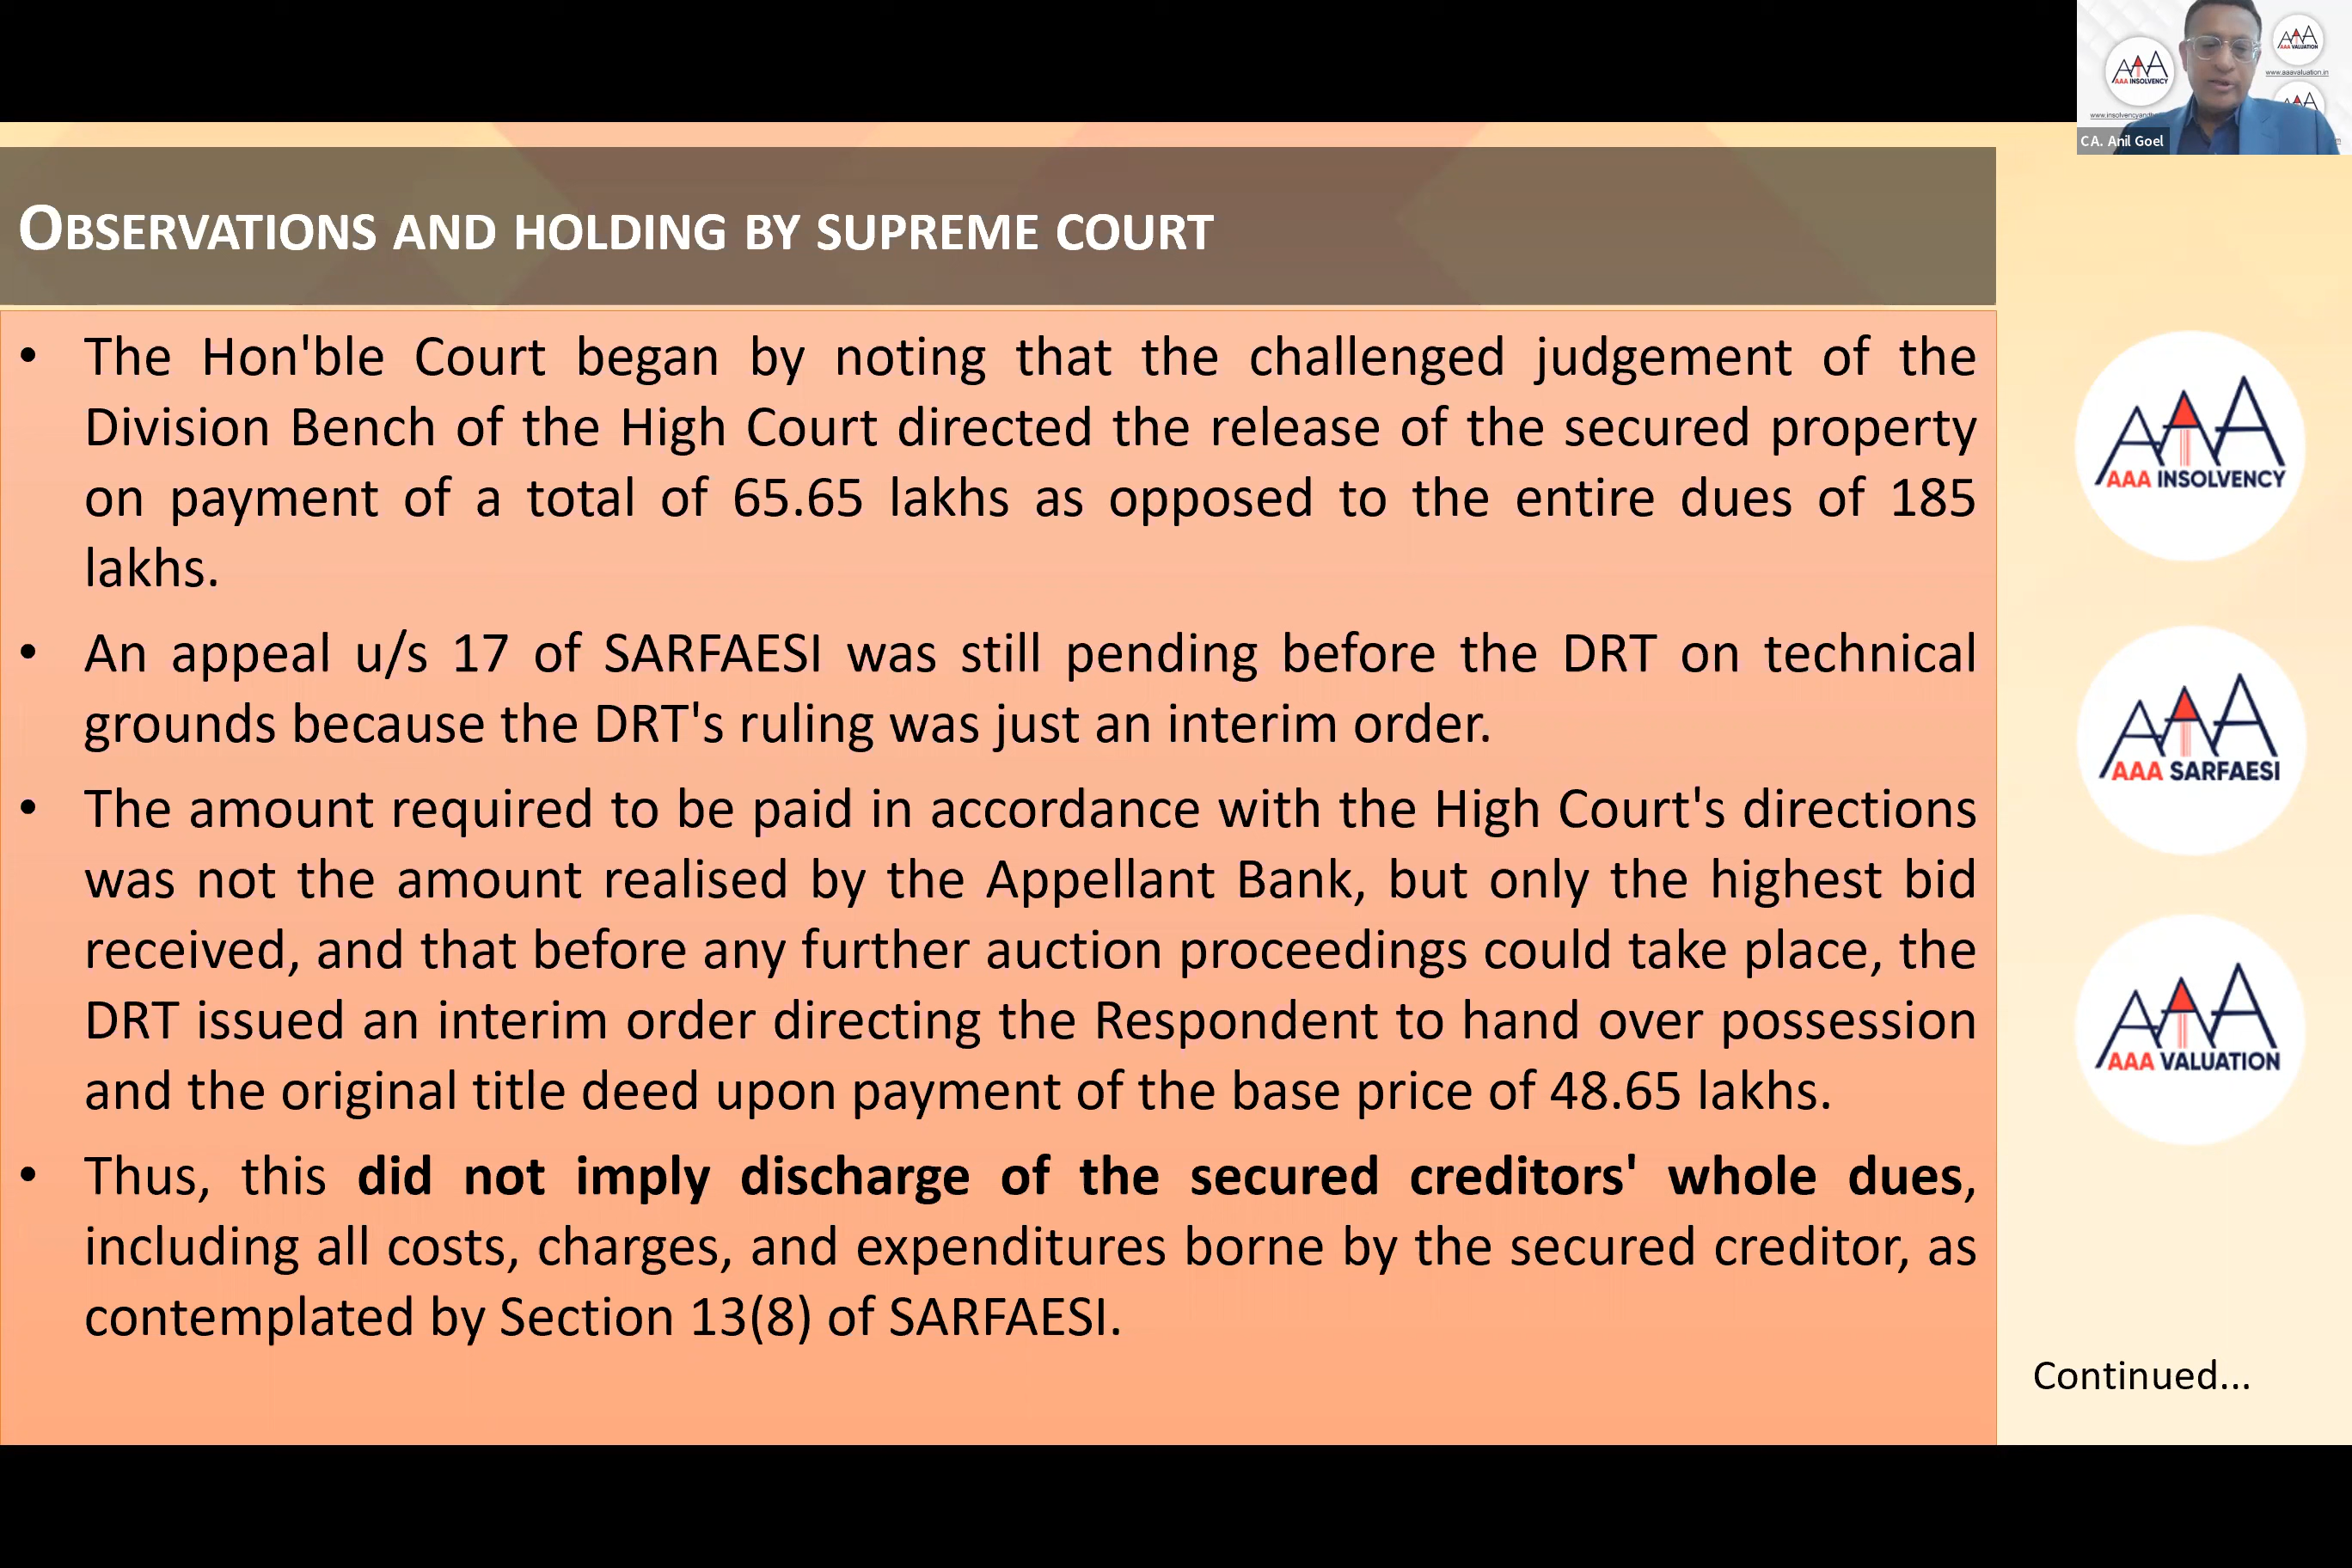 AAA INSOLVENCY
AAA VALUATION
www.aaavaluation.in
CA. Anil Goel
OBSERVATIONS AND HOLDING BY SUPREME COURT
• The Hon'ble Court began by noting that the challenged judgement of the
Division Bench of the High Court directed the release of the secured property
on payment of a total of 65.65 lakhs as opposed to the entire dues of 185
lakhs.
• An appeal u/s 17 of SARFAESI was still pending before the DRT on technical
grounds because the DRT's ruling was just an interim order.
• The amount required to be paid in accordance with the High Court's directions
was not the amount realised by the Appellant Bank, but only the highest bid
received, and that before any further auction proceedings could take place, the
DRT issued an interim order directing the Respondent to hand over possession
and the original title deed upon payment of the base price of 48.65 lakhs.
• Thus, this did not imply discharge of the secured creditors' whole dues,
including all costs, charges, and expenditures borne by the secured creditor, as
contemplated by Section 13(8) of SARFAESI.
AAA INSOLVENCY
AAA SARFAESI
AAA VALUATION
Continued...